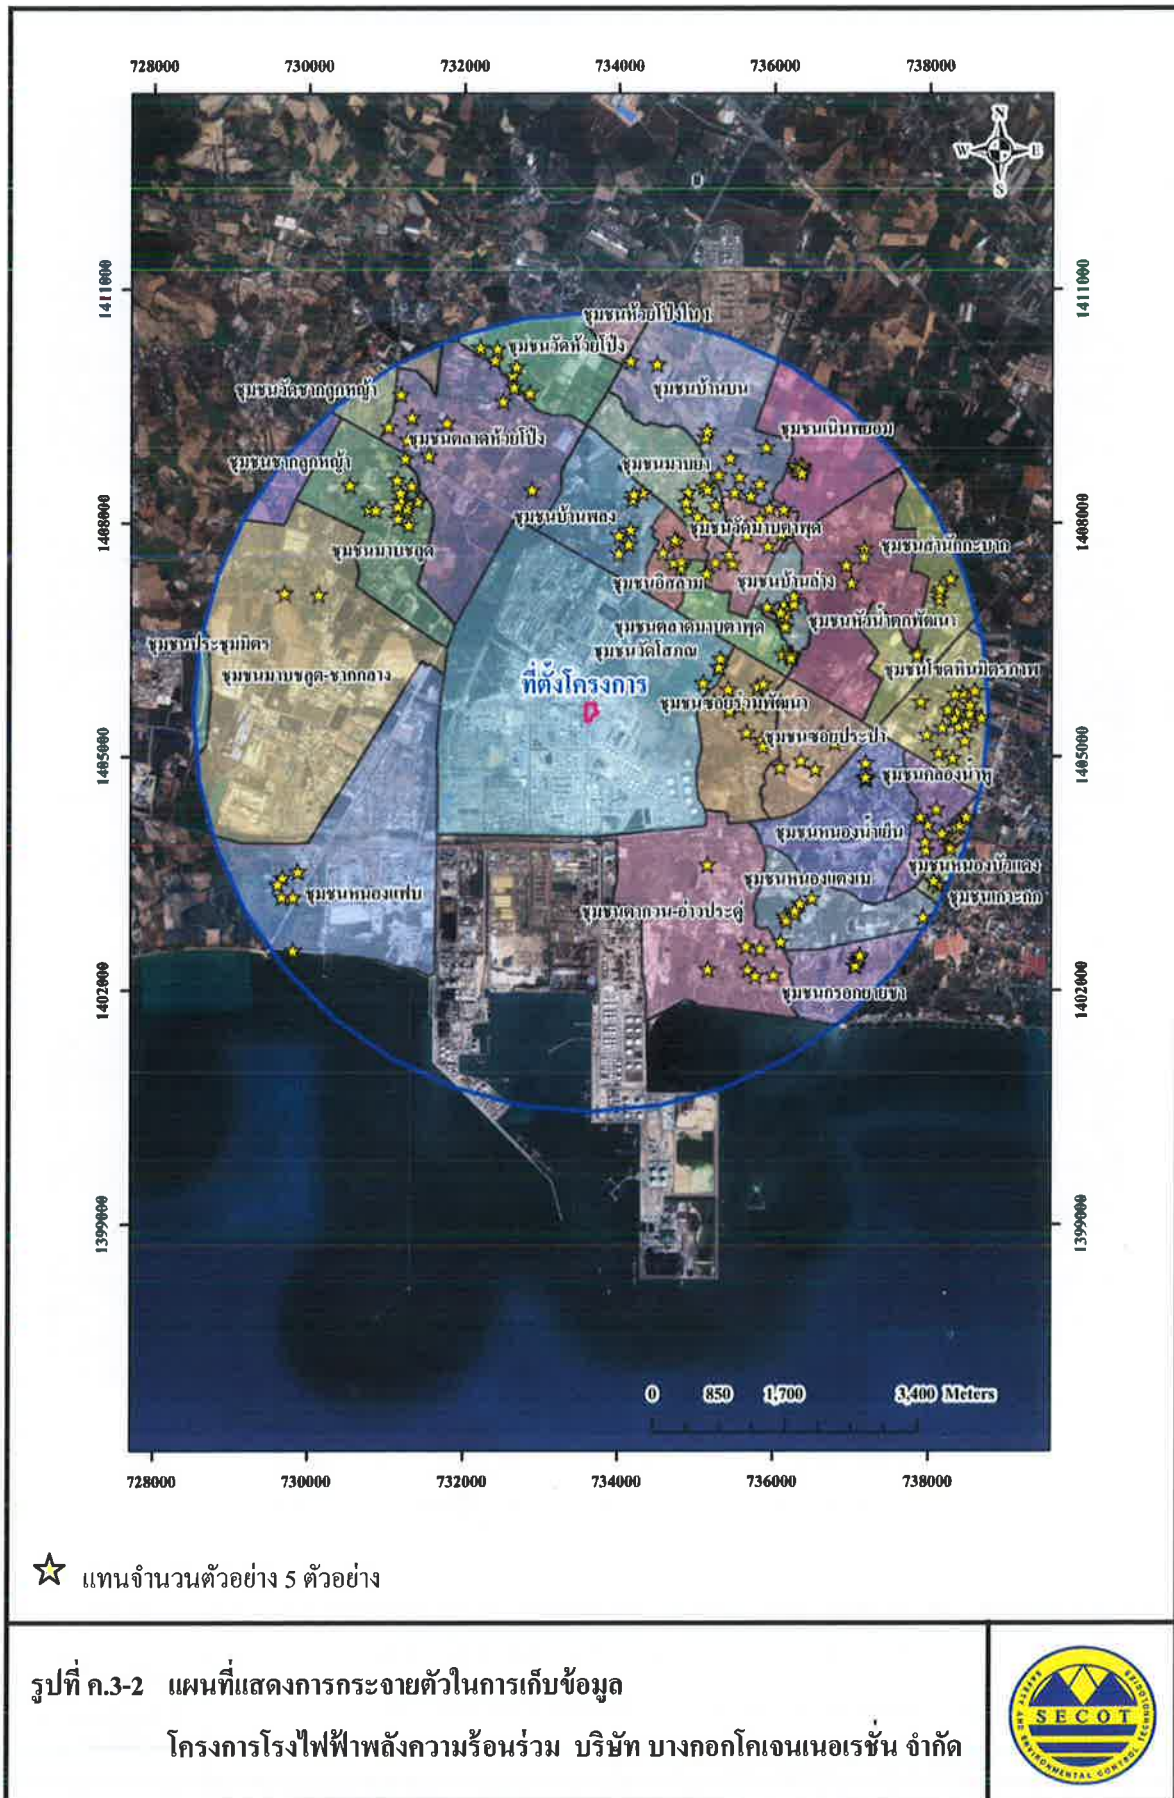 728000 730000 732000 734000 736000 738000
N
W E
S
1411000 1411000
ชุมชนห้วยโป่งใน 1
ชุมชนวัดห้วยโป่ง
ชุมชนบ้านบน
ชุมชนวัดชากลูกหญ้า
ชุมชนเนินพยอม
ชุมชนตลาดห้วยโป่ง
ชุมชนชากลูกหญ้า
ชุมชนมาบยา
1408000 1408000
ชุมชนบ้านพลง
ชุมชนวัดมาบตาพุด
ชุมชนสำนักกะบาก
ชุมชนมาบชลูด
ชุมชนอิสลาม
ชุมชนบ้านล่าง
ชุมชนตลาดมาบตาพุด
ชุมชนหัวน้ำตกพัฒนา
ชุมชนประชุมมิตร
ชุมชนวัดโสภณ
ชุมชนโขดหินมิตรภาพ
ชุมชนมาบชลูด-ชากกลาง
ที่ตั้งโครงการ
ชุมชนซอยร่วมพัฒนา
ชุมชนซอยประปา
1405000 1405000
ชุมชนคลองน้ำหู
ชุมชนหนองน้ำเย็น
ชุมชนหนองบัวแดง
ชุมชนหนองแตงเม
ชุมชนหนองแฟบ
ชุมชนเกาะกก
ชุมชนตากวน-อ่าวประดู่
1402000 1402000
ชุมชนกรอกยายชา
1399000 1399000
0 850 1,700 3,400 Meters
728000 730000 732000 734000 736000 738000
แทนจำนวนตัวอย่าง 5 ตัวอย่าง
รูปที่ ค.3-2 แผนที่แสดงการกระจายตัวในการเก็บข้อมูล
โครงการโรงไฟฟ้าพลังความร้อนร่วม บริษัท บางกอกโคเจนเนอเรชั่น จำกัด
SECOT
SAFETY AND ENVIRONMENTAL CONTROL TECHNOLOGIES